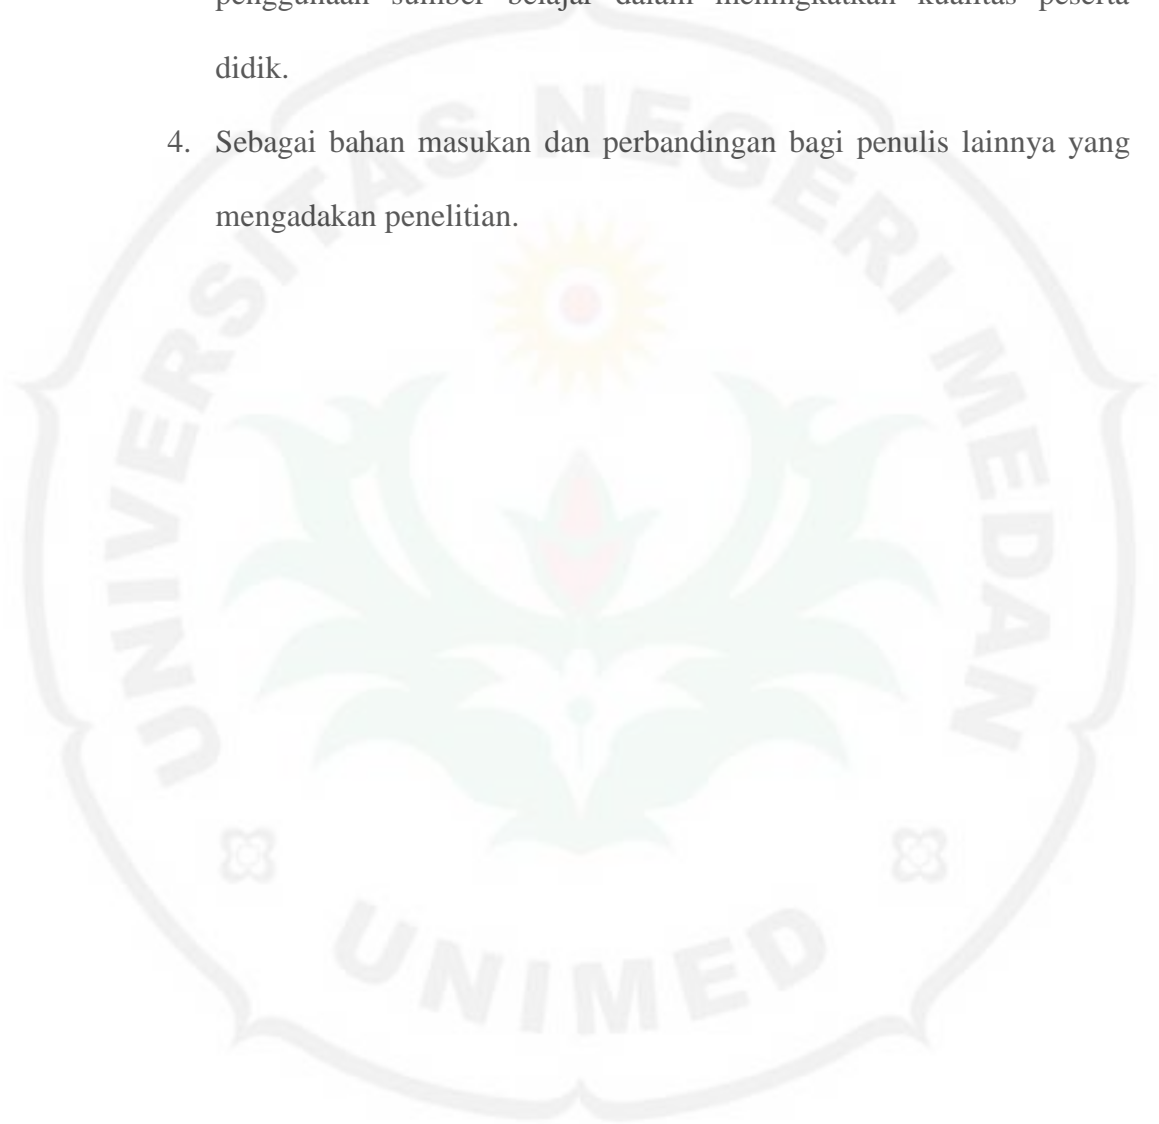 penggunaan sumber belajar dalam meningkatkan kualitas peserta
didik.
4. Sebagai bahan masukan dan perbandingan bagi penulis lainnya yang
mengadakan penelitian.
UNIVERSITAS NEGERI MEDAN
UNIMED